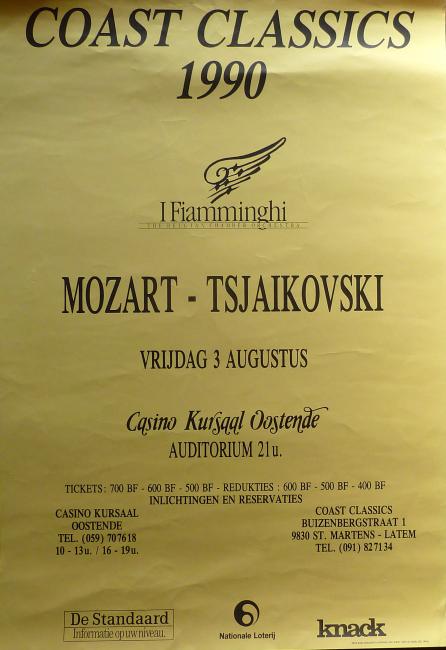 COAST CLASSICS
1990
I Fiamminghi
THE BELGIAN CHAMBER ORCHESTRA
MOZART - TSJAIKOVSKI
VRIJDAG 3 AUGUSTUS
Casino Kursaal Oostende
AUDITORIUM 21 u.
TICKETS: 700 BF - 600 BF - 500 BF - REDUKTIES : 600 BF - 500 BF - 400 BF
INLICHTINGEN EN RESERVATIES
CASINO KURSAAL
OOSTENDE
TEL. (059) 707618
10 - 13 u. / 16 - 19 u.
COAST CLASSICS
BUIZENBERGSTRAAT 1
9830 ST. MARTENS - LATEM
TEL. (091) 827134
De Standaard
Informatie op uw niveau.
Nationale Loterij
knack